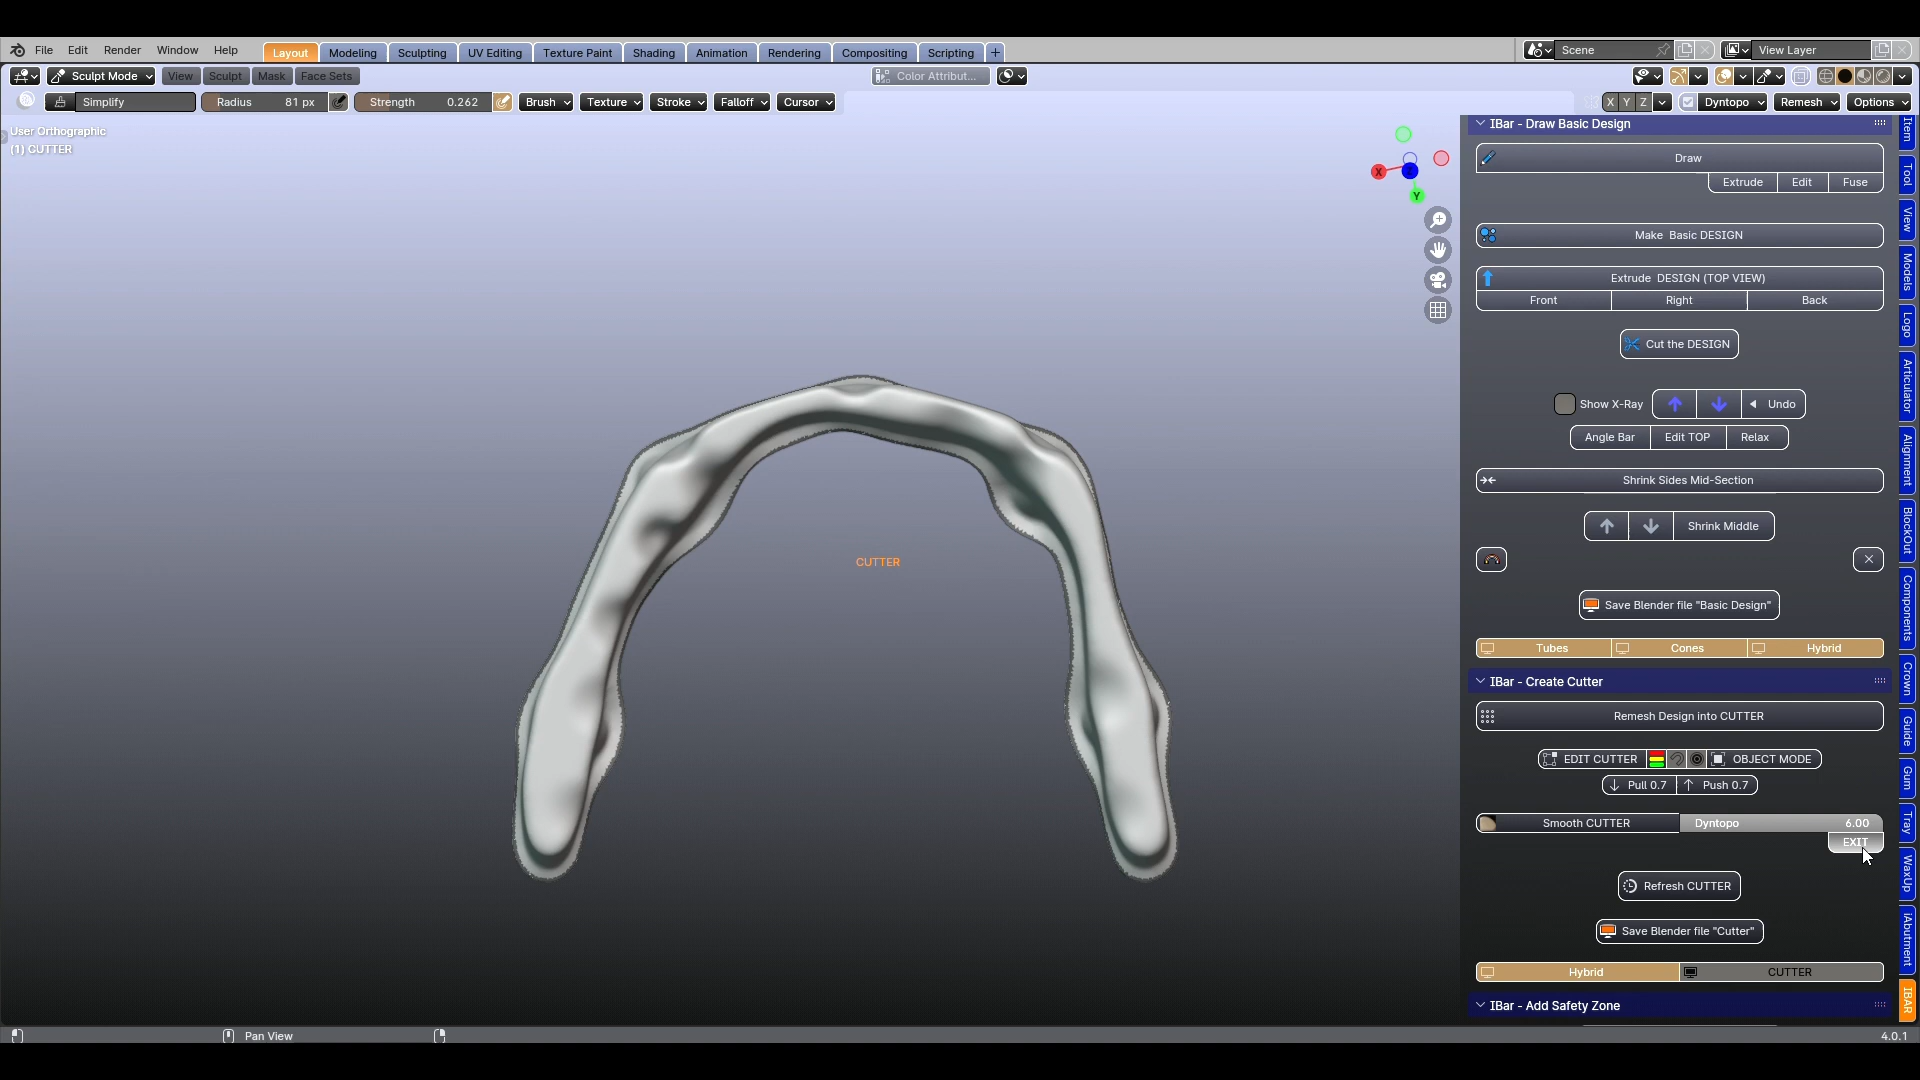 File Edit Render Window Help Layout Modeling Sculpting UV Editing Texture Paint Shading Animation Rendering Compositing Scripting + Scene View Layer
Sculpt Mode View Sculpt Mask Face Sets Color Attribut...
Simplify Radius 81 px Strength 0.262 Brush Texture Stroke Falloff Cursor X Y Z Dyntopo Remesh Options
User Orthographic
(1) CUTTER
X
Y
Z
CUTTER
IBar - Draw Basic Design
Draw
Extrude Edit Fuse
Make Basic DESIGN
Extrude DESIGN (TOP VIEW)
Front Right Back
Cut the DESIGN
Show X-Ray Undo
Angle Bar Edit TOP Relax
Shrink Sides Mid-Section
Shrink Middle
Save Blender file "Basic Design"
Tubes Cones Hybrid
IBar - Create Cutter
Remesh Design into CUTTER
EDIT CUTTER OBJECT MODE
Pull 0.7 Push 0.7
Smooth CUTTER Dyntopo 6.00
EXIT
Refresh CUTTER
Save Blender file "Cutter"
Hybrid CUTTER
IBar - Add Safety Zone
Item
Tool
View
Models
Logo
Articulator
Alignment
BlockOut
Components
Crown
Guide
Gum
Tray
WaxUp
iAbutment
IBAR
Pan View 4.0.1